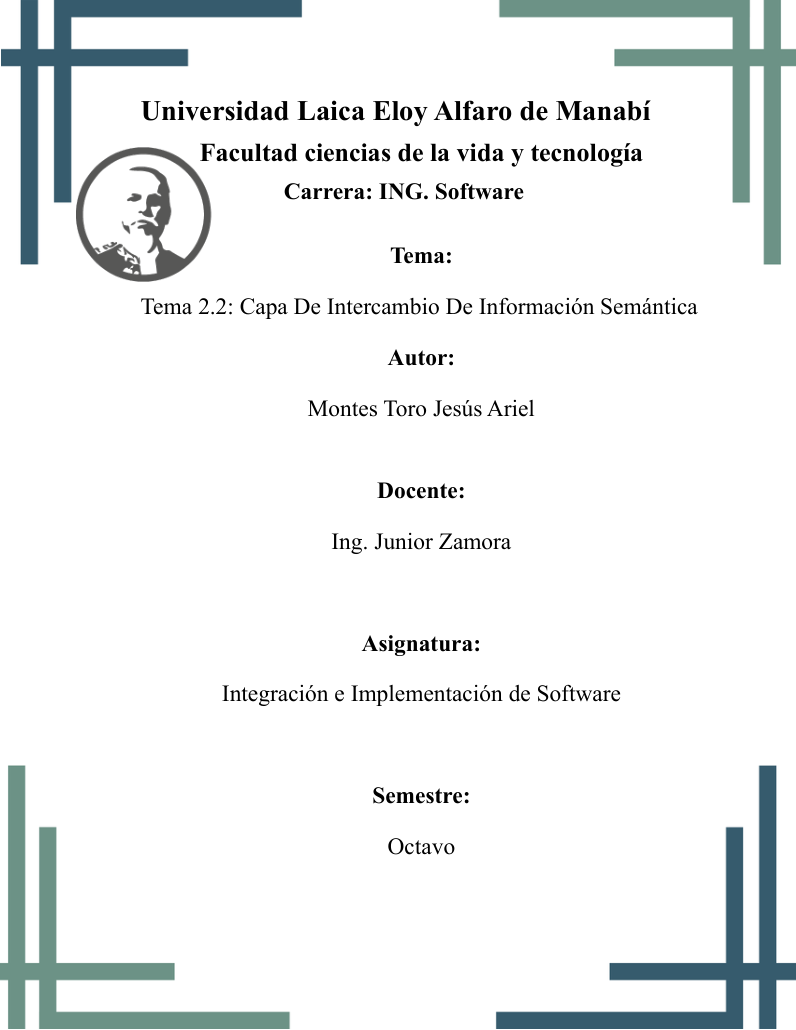 Universidad Laica Eloy Alfaro de Manabí
Facultad ciencias de la vida y tecnología
Carrera: ING. Software
Tema:
Tema 2.2: Capa De Intercambio De Información Semántica
Autor:
Montes Toro Jesús Ariel
Docente:
Ing. Junior Zamora
Asignatura:
Integración e Implementación de Software
Semestre:
Octavo